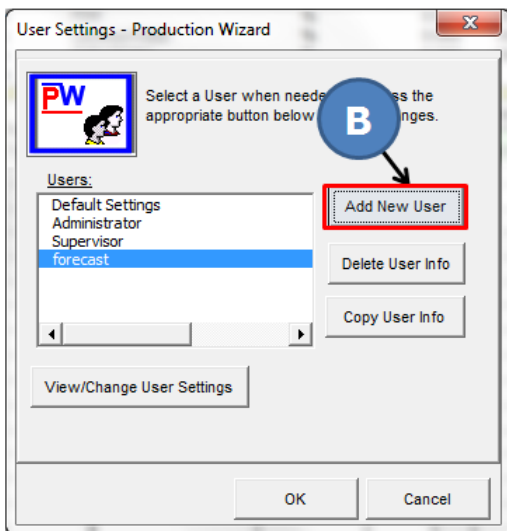 User Settings - Production Wizard
PW
Select a User when neede ss the
appropriate button below nges.
B
Users:
Default Settings
Administrator
Supervisor
forecast
Add New User
Delete User Info
Copy User Info
View/Change User Settings
OK
Cancel